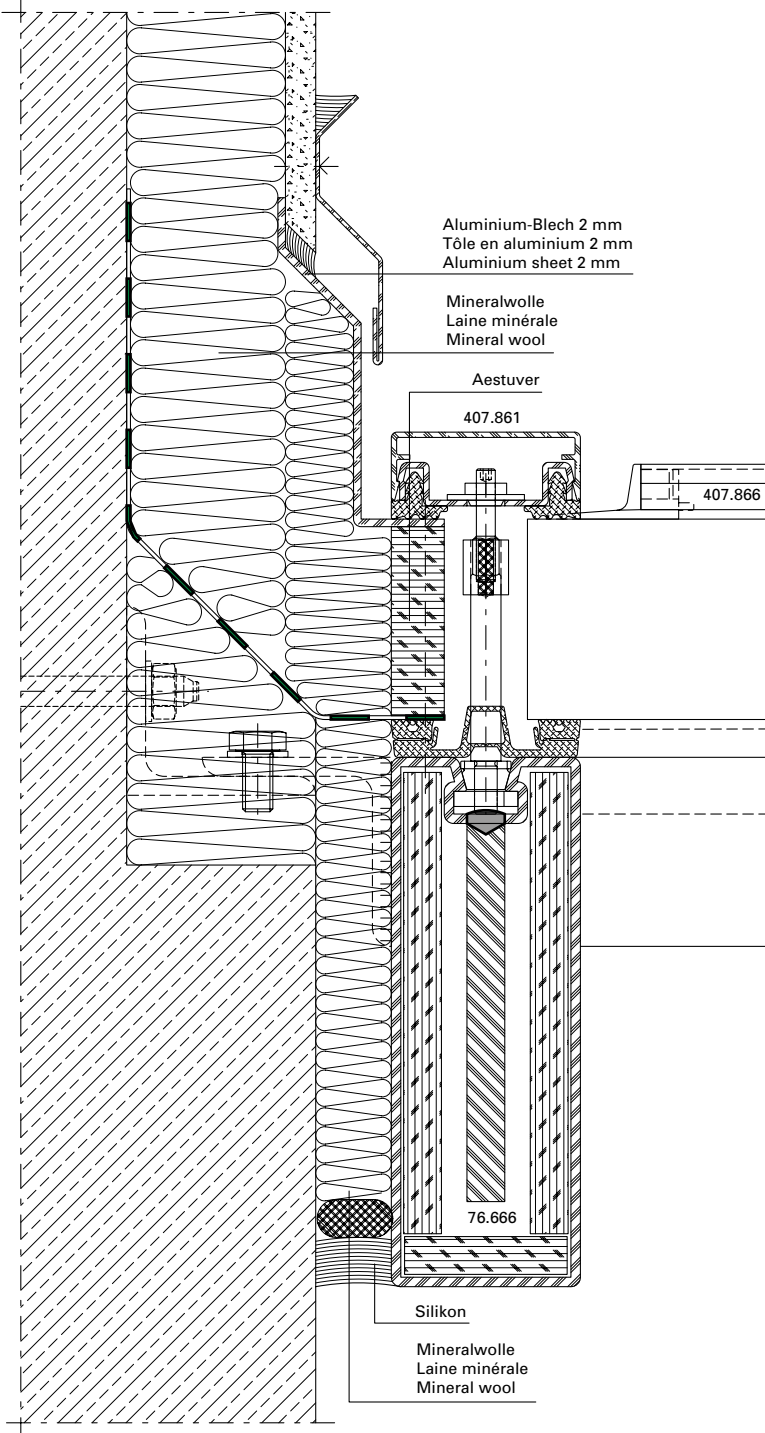 Aluminium-Blech 2 mm
Tôle en aluminium 2 mm
Aluminium sheet 2 mm
Mineralwolle
Laine minérale
Mineral wool
Aestuver
407.861
407.866
76.666
Silikon
Mineralwolle
Laine minérale
Mineral wool